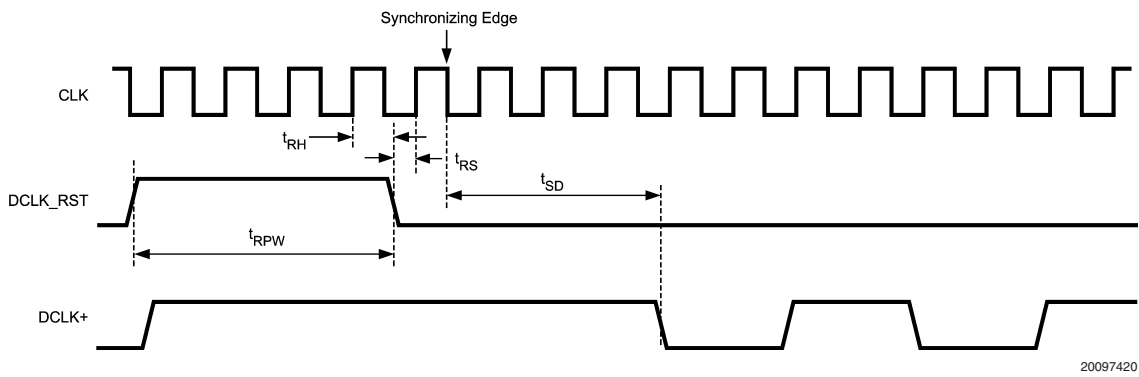 Synchronizing Edge
CLK
tRH
tRS
DCLK_RST
tSD
tRPW
DCLK+
20097420